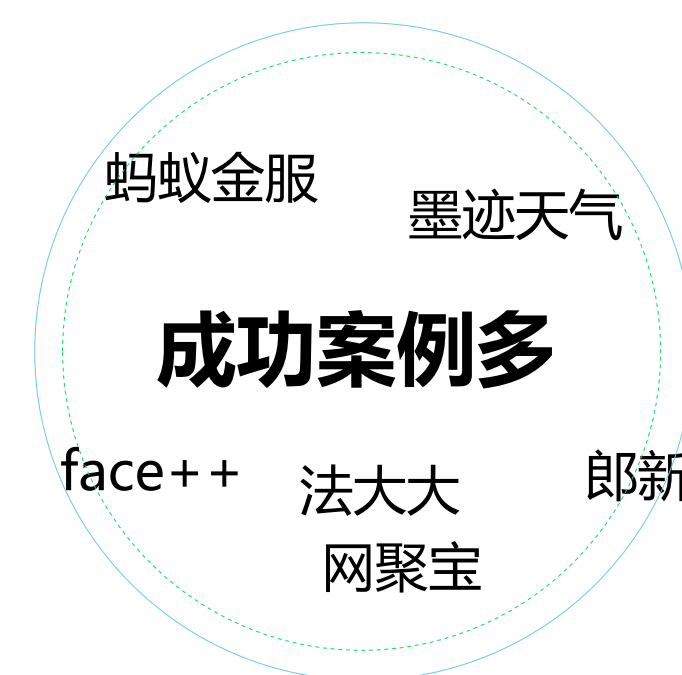 蚂蚁金服
墨迹天气
成功案例多
face++
法大大
郎新
网聚宝